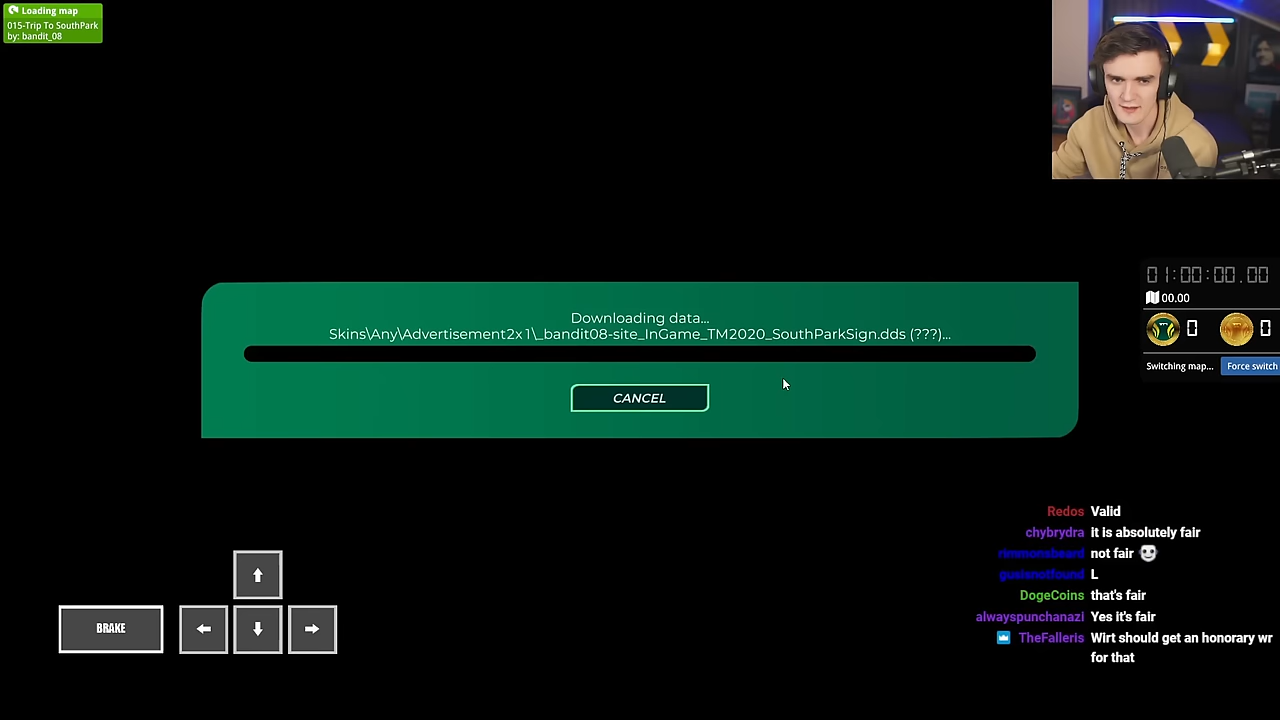 Loading map
015-Trip To SouthPark
by: bandit_08
Downloading data...
Skins\Any\Advertisement2x1\_bandit08-site_InGame_TM2020_SouthParkSign.dds (???)...
CANCEL
01:00:00.00
00.00
0 0
Switching map... Force switch
BRAKE
Redos Valid
chybrydra it is absolutely fair
rimmonsbeard not fair
gusisnotfound L
DogeCoins that's fair
alwayspunchanazi Yes it's fair
TheFalleris Wirt should get an honorary wr
for that